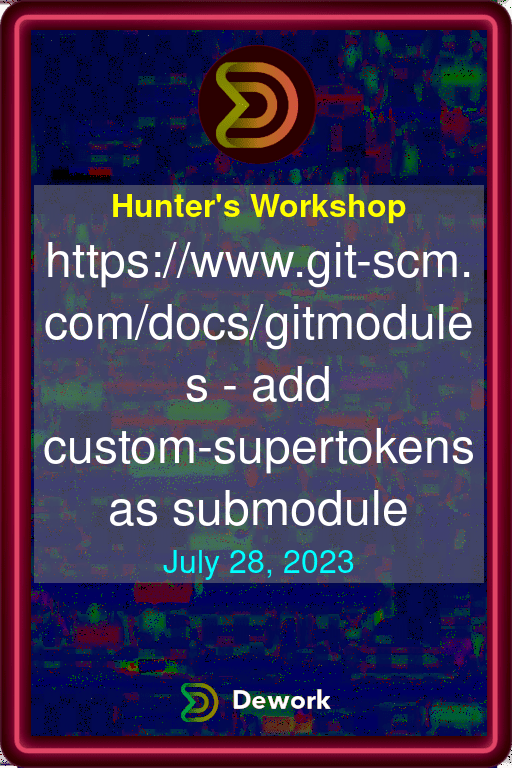 Hunter's Workshop
https://www.git-scm.
com/docs/gitmodule
s - add
custom-supertokens
as submodule
July 28, 2023
Dework